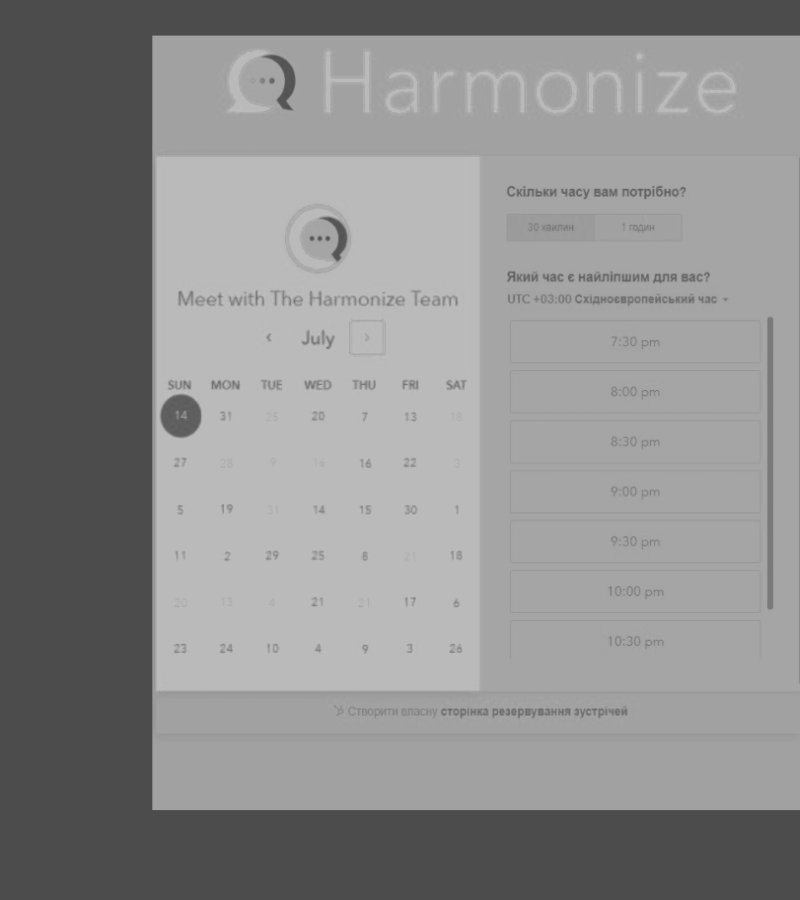 Harmonize
Meet with The Harmonize Team
‹ July ›
SUN MON TUE WED THU FRI SAT
14 31 25 20 7 13 18
27 28 9 16 16 22 3
5 19 31 14 15 30 1
11 2 29 25 8 21 18
20 13 4 21 21 17 6
23 24 10 4 9 3 26
Скільки часу вам потрібно?
30 хвилин 1 годин
Який час є найліпшим для вас?
UTC +03:00 Східноєвропейський час
7:30 pm
8:00 pm
8:30 pm
9:00 pm
9:30 pm
10:00 pm
10:30 pm
Створити власну сторінка резервування зустрічей